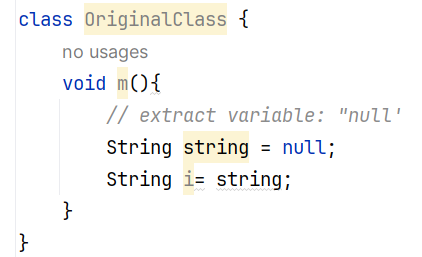 class OriginalClass {
no usages
void m(){
// extract variable: "null'
String string = null;
String i= string;
}
}